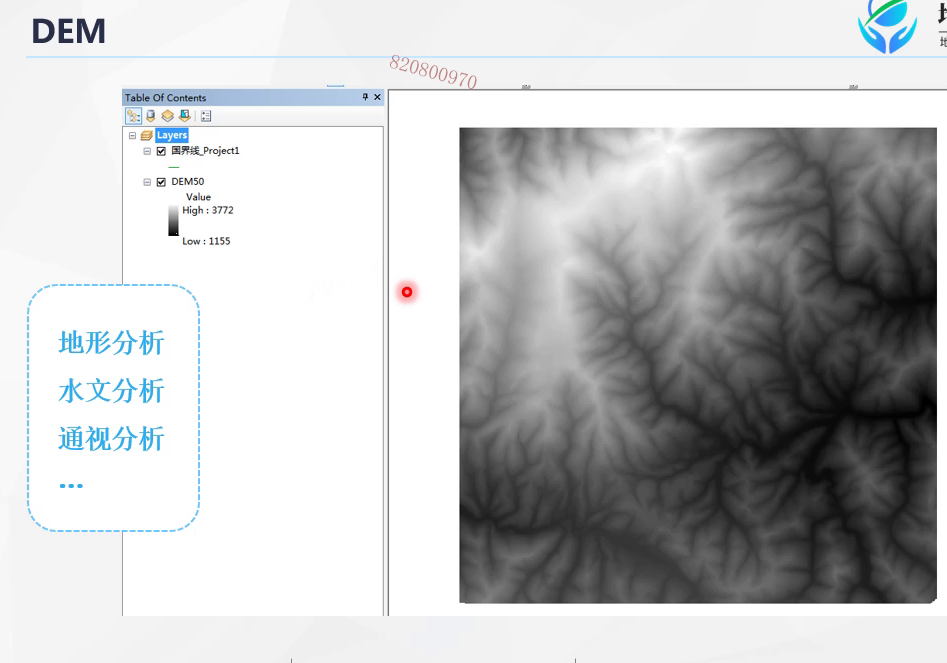 DEM
820800970
Table Of Contents
Layers
国界线_Project1
DEM50
Value
High : 3772
Low : 1155
地形分析
水文分析
通视分析
...